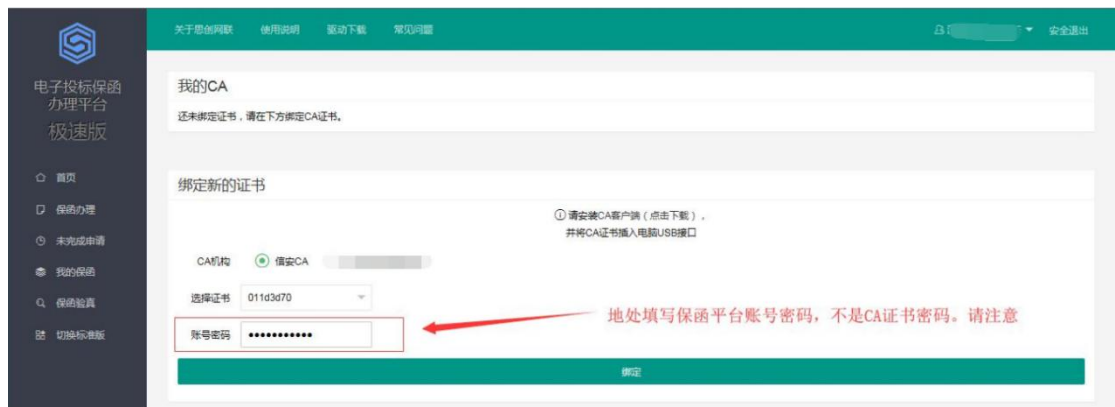 关于思创网联 使用说明 驱动下载 常见问题 安全退出
电子投标保函
办理平台
极速版
首页
保函办理
未完成申请
我的保函
保函验真
切换标准版
我的CA
还未绑定证书，请在下方绑定CA证书。
绑定新的证书
请安装CA客户端（点击下载），
并将CA证书插入电脑USB接口
CA机构 信安CA
选择证书 011d3d70
账号密码 •••••••••••
地处填写保函平台账号密码，不是CA证书密码。请注意
绑定